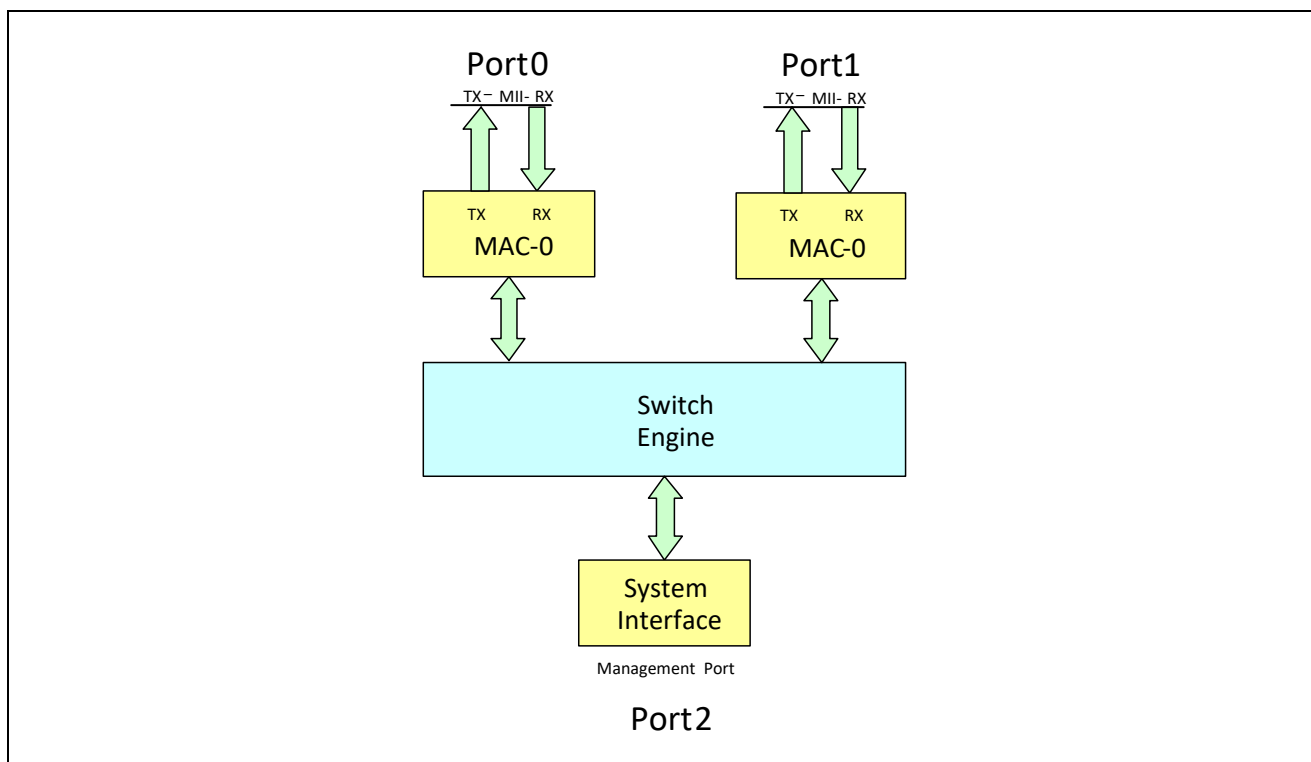 Port0
TX– MII- RX
TX RX
MAC-0
Port1
TX– MII- RX
TX RX
MAC-0
Switch
Engine
System
Interface
Management Port
Port2